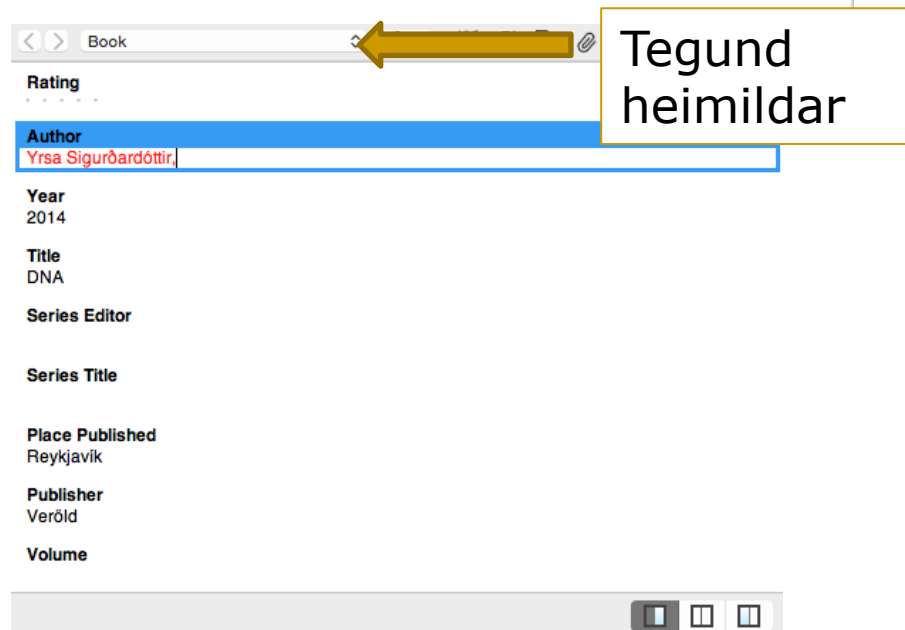 Book
Tegund
heimildar
Rating
Author
Yrsa Sigurðardóttir,
Year
2014
Title
DNA
Series Editor
Series Title
Place Published
Reykjavík
Publisher
Veröld
Volume